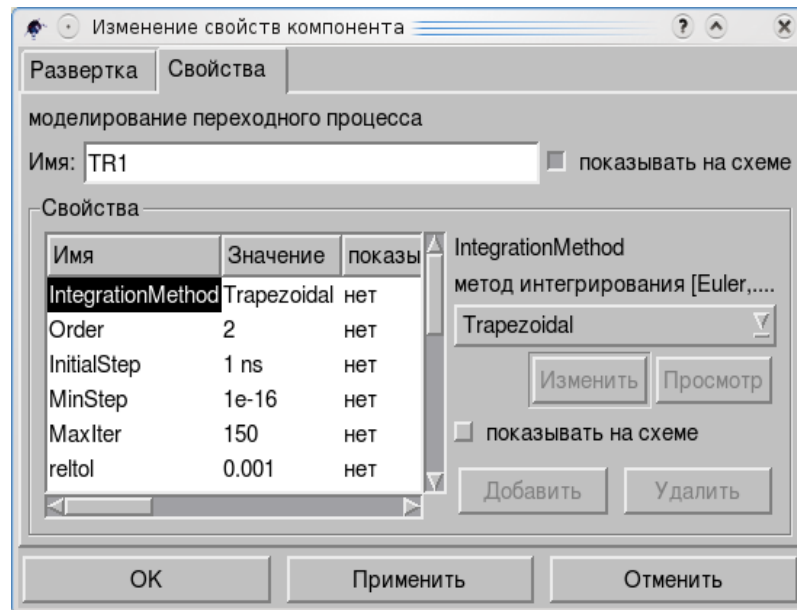 Изменение свойств компонента
Развертка Свойства
моделирование переходного процесса
Имя: TR1 показывать на схеме
Свойства
Имя Значение показы
IntegrationMethod Trapezoidal нет
Order 2 нет
InitialStep 1 ns нет
MinStep 1e-16 нет
MaxIter 150 нет
reltol 0.001 нет
IntegrationMethod
метод интегрирования [Euler,....
Trapezoidal
Изменить Просмотр
показывать на схеме
Добавить Удалить
OK Применить Отменить